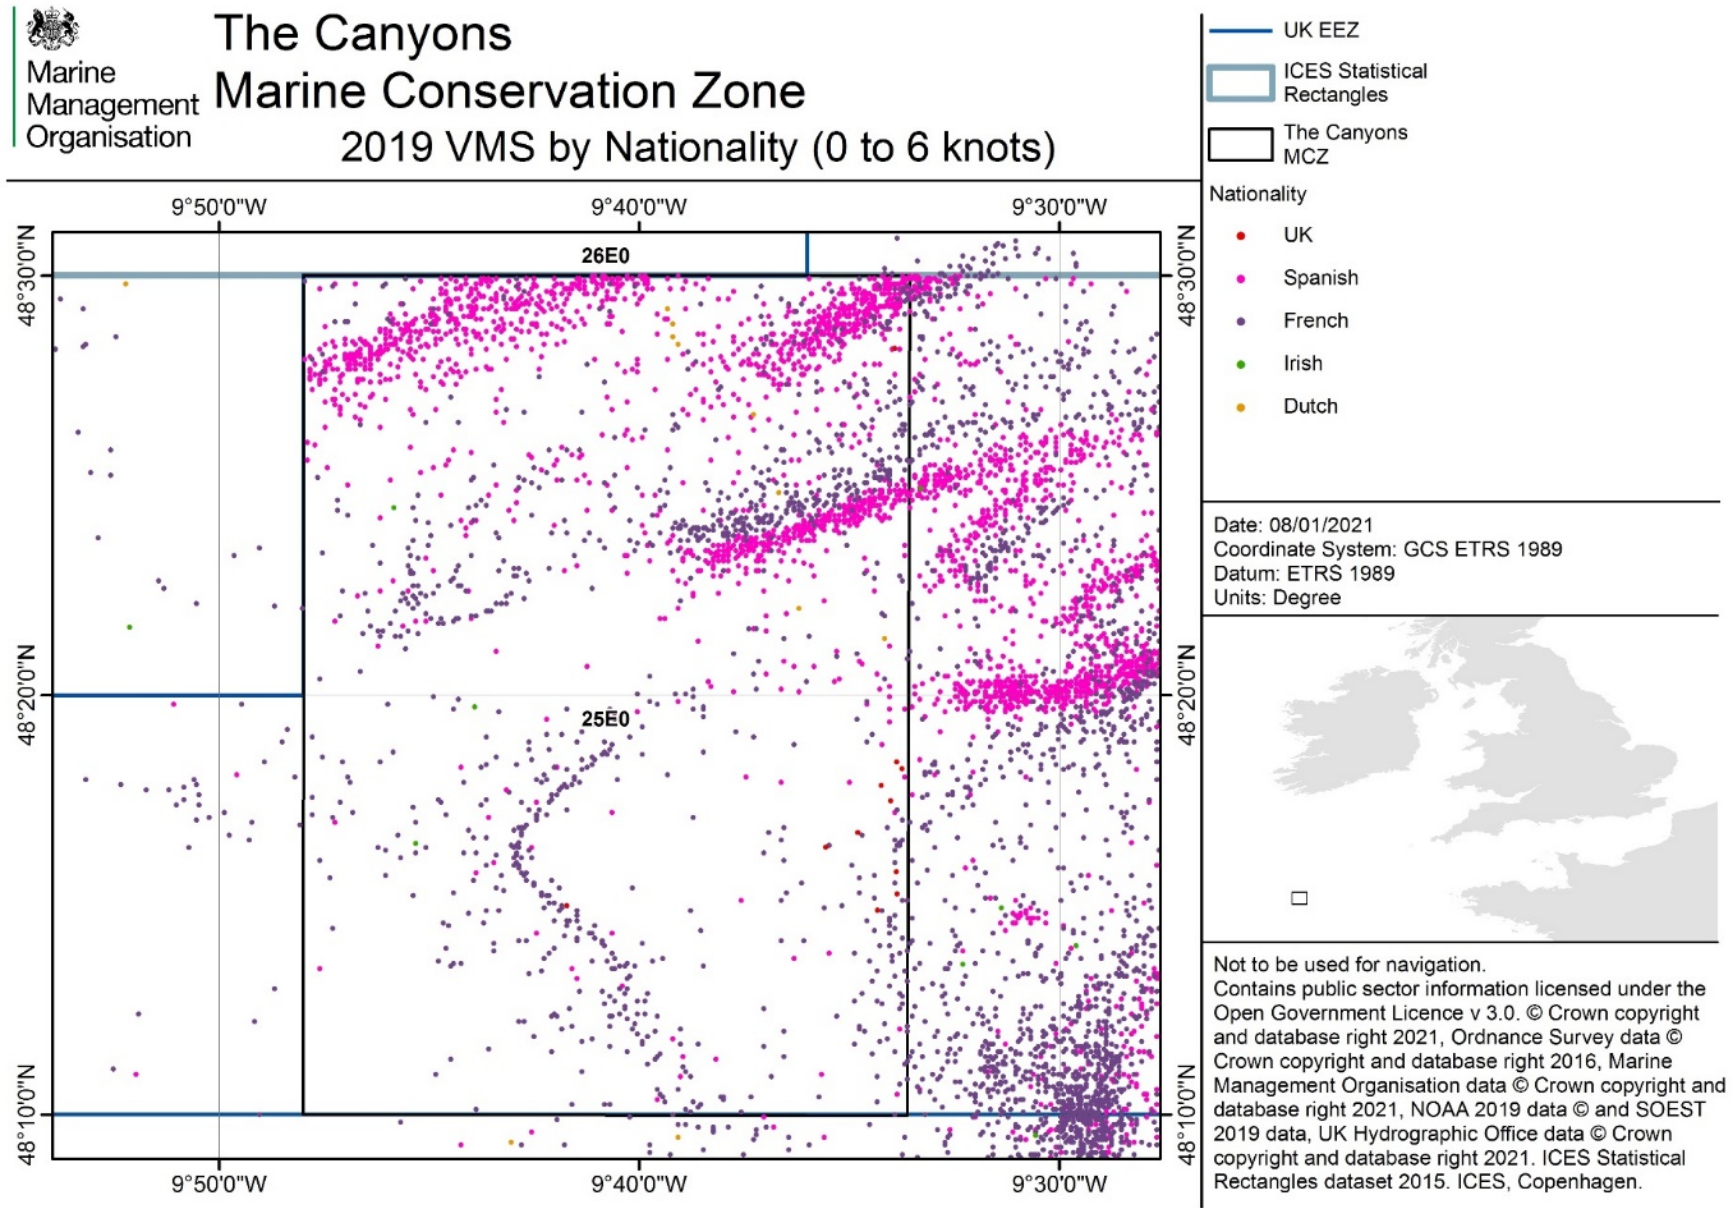 Marine
Management
Organisation
The Canyons
Marine Conservation Zone
2019 VMS by Nationality (0 to 6 knots)
9°50'0"W
9°40'0"W
9°30'0"W
48°30'0"N
48°30'0"N
26E0
48°20'0"N
48°20'0"N
25E0
48°10'0"N
48°10'0"N
9°50'0"W
9°40'0"W
9°30'0"W
UK EEZ
ICES Statistical
Rectangles
The Canyons
MCZ
Nationality
UK
Spanish
French
Irish
Dutch
Date: 08/01/2021
Coordinate System: GCS ETRS 1989
Datum: ETRS 1989
Units: Degree
Not to be used for navigation.
Contains public sector information licensed under the
Open Government Licence v 3.0. © Crown copyright
and database right 2021, Ordnance Survey data ©
Crown copyright and database right 2016, Marine
Management Organisation data © Crown copyright and
database right 2021, NOAA 2019 data © and SOEST
2019 data, UK Hydrographic Office data © Crown
copyright and database right 2021. ICES Statistical
Rectangles dataset 2015. ICES, Copenhagen.